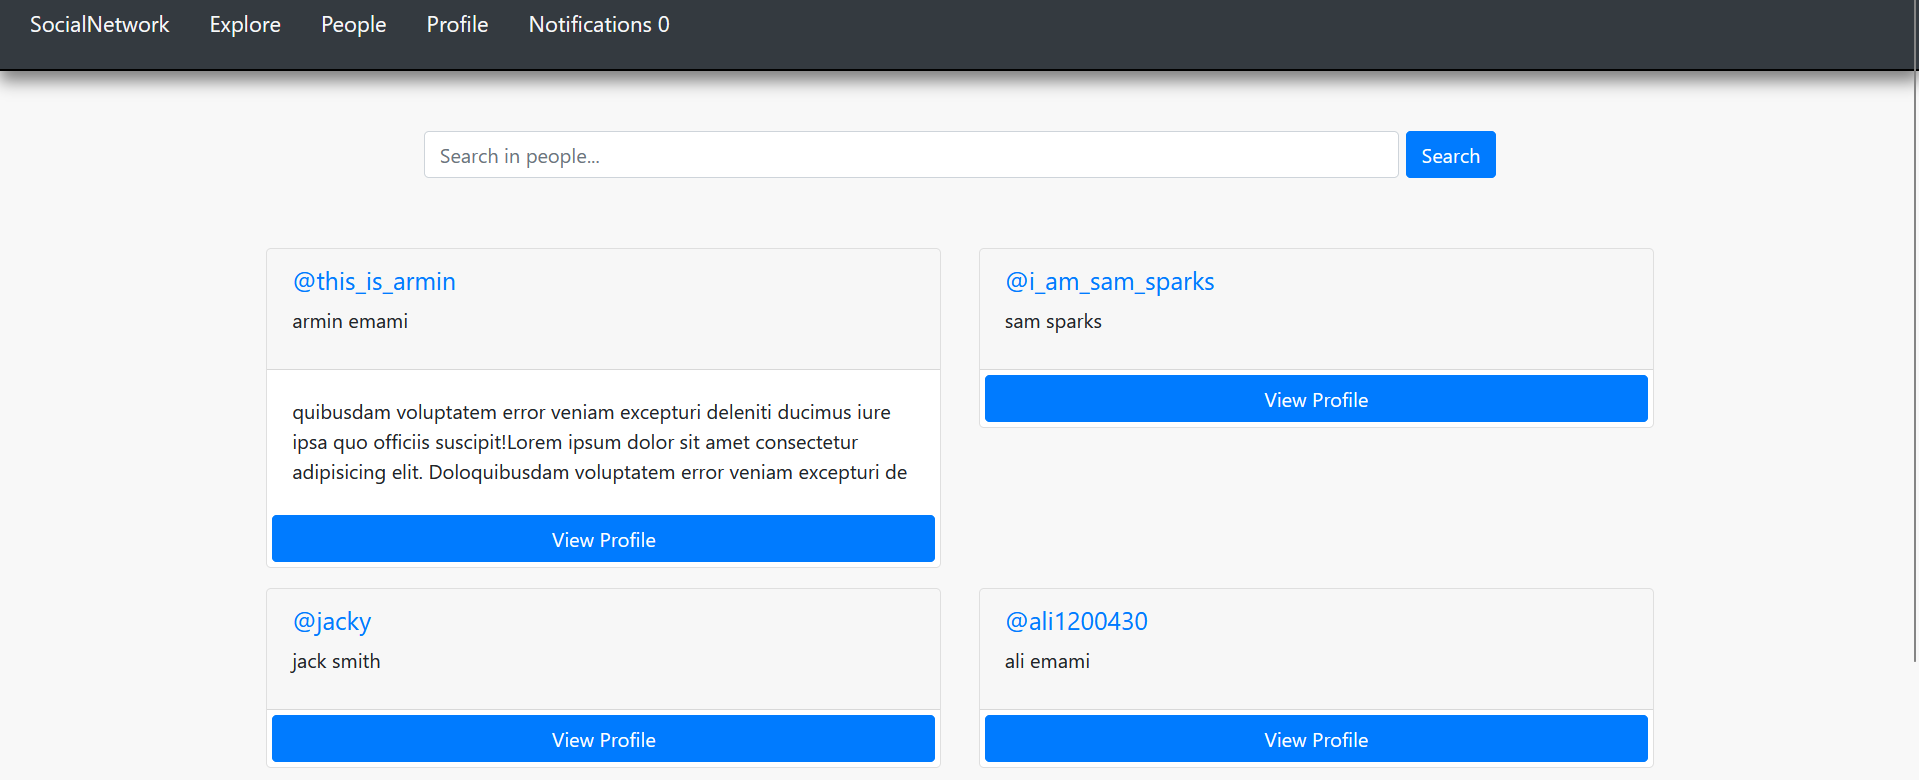 SocialNetwork Explore People Profile Notifications 0
Search in people... Search
@this_is_armin
armin emami
quibusdam voluptatem error veniam excepturi deleniti ducimus iure
ipsa quo officiis suscipit!Lorem ipsum dolor sit amet consectetur
adipisicing elit. Doloquibusdam voluptatem error veniam excepturi de
View Profile
@i_am_sam_sparks
sam sparks
View Profile
@jacky
jack smith
View Profile
@ali1200430
ali emami
View Profile